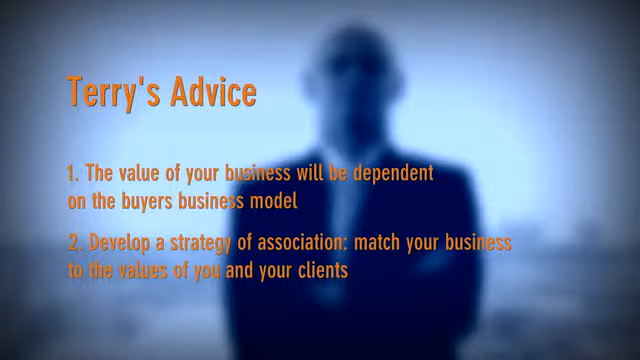 Terry's Advice
1. The value of your business will be dependent
on the buyers business model
2. Develop a strategy of association: match your business
to the values of you and your clients